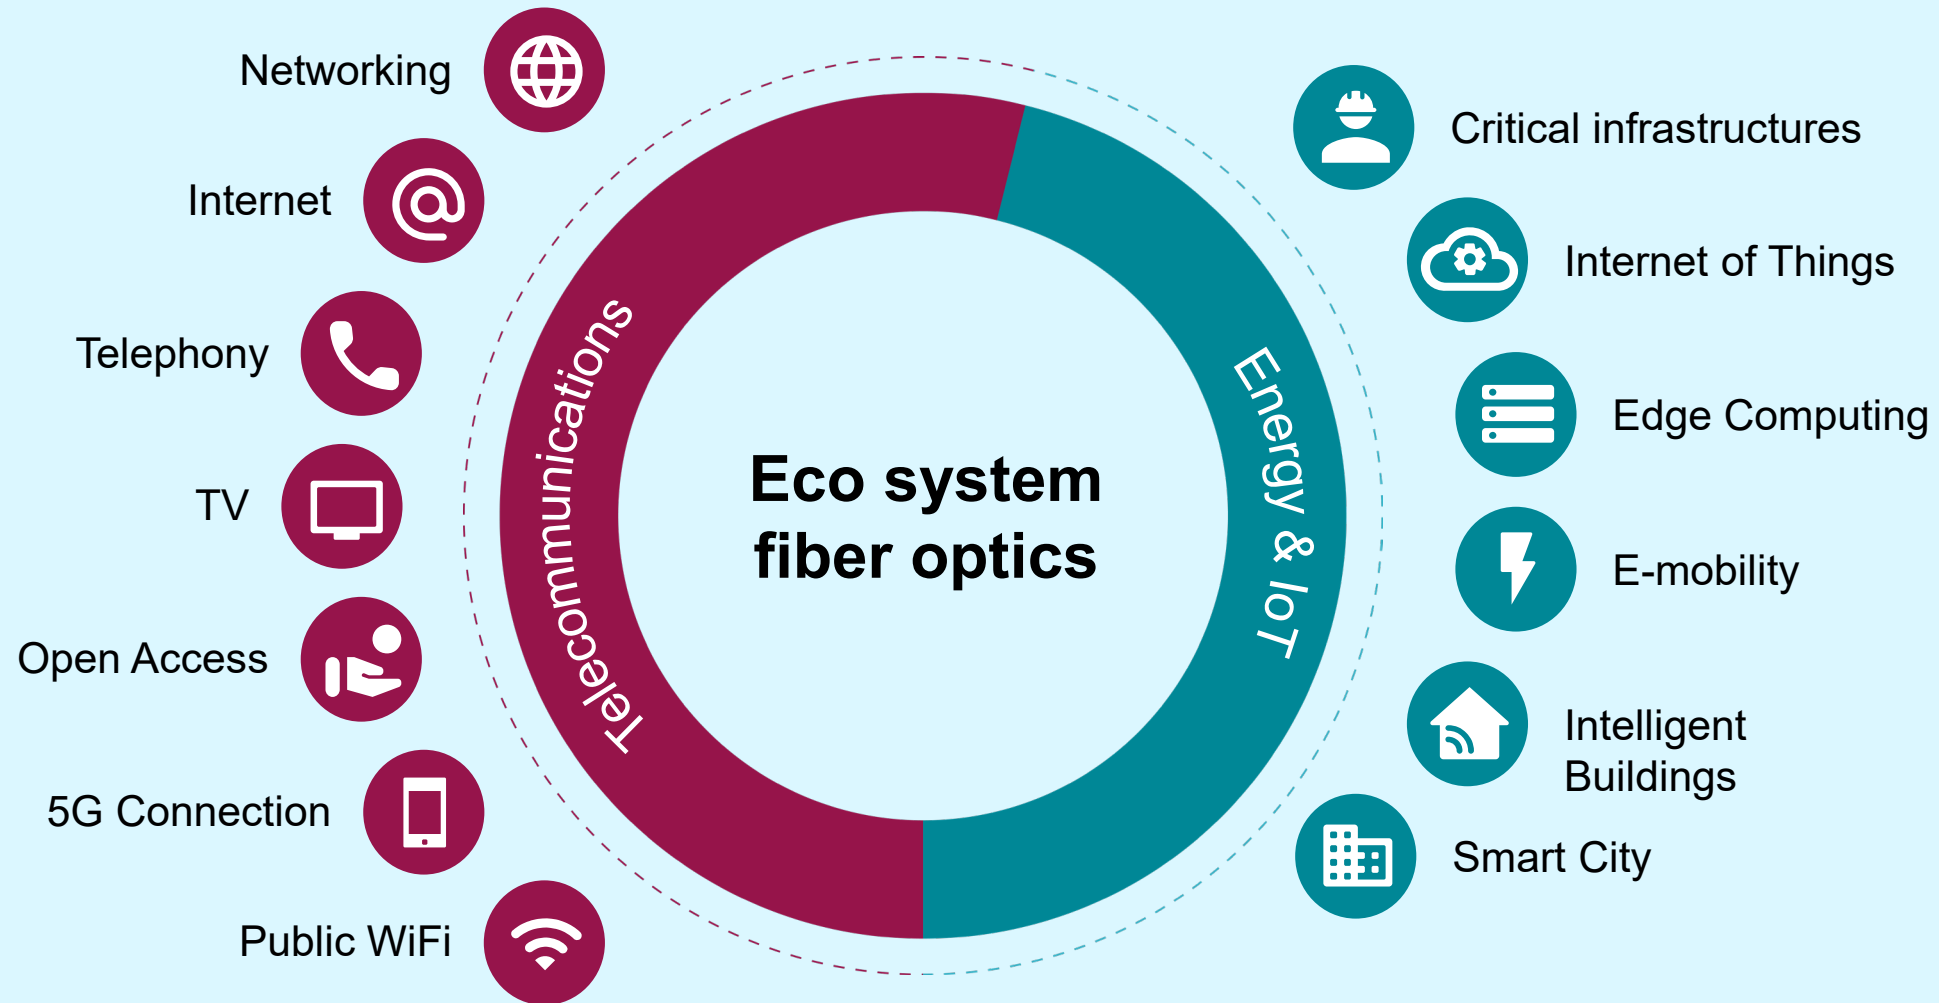 Networking
Internet
Telephony
TV
Open Access
5G Connection
Public WiFi
Telecommunications
Eco system
fiber optics
Energy & IoT
Critical infrastructures
Internet of Things
Edge Computing
E-mobility
Intelligent
Buildings
Smart City